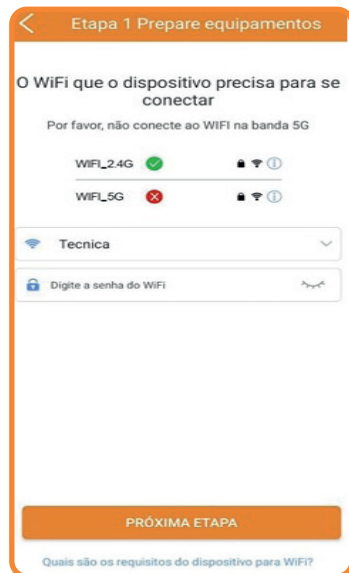 Etapa 1 Prepare equipamentos
O WiFi que o dispositivo precisa para se
conectar
Por favor, não conecte ao WIFI na banda 5G
WIFI_2.4G
WIFI_5G
Tecnica
Digite a senha do WiFi
PRÓXIMA ETAPA
Quais são os requisitos do dispositivo para WiFi?